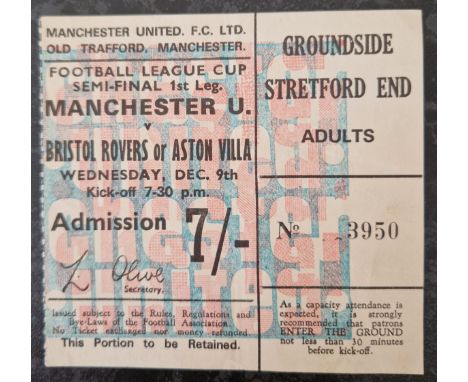 MANCHESTER UNITED. F.C. LTD.
OLD TRAFFORD, MANCHESTER.
FOOTBALL LEAGUE CUP
SEMI-FINAL 1st Leg.
MANCHESTER U.
v
BRISTOL ROVERS or ASTON VILLA
WEDNESDAY, DEC. 9th
Kick-off 7-30 p.m.
Admission 7/-
L. Olive
Secretary.
Issued subject to the Rules, Regulations and
Bye-Laws of the Football Association.
No Ticket exchanged nor money refunded.
This Portion to be Retained.
GROUNDSIDE
STRETFORD END
ADULTS
No 3950
As a capacity attendance is
expected, it is strongly
recommended that patrons
ENTER THE GROUND
not less than 30 minutes
before kick-off.